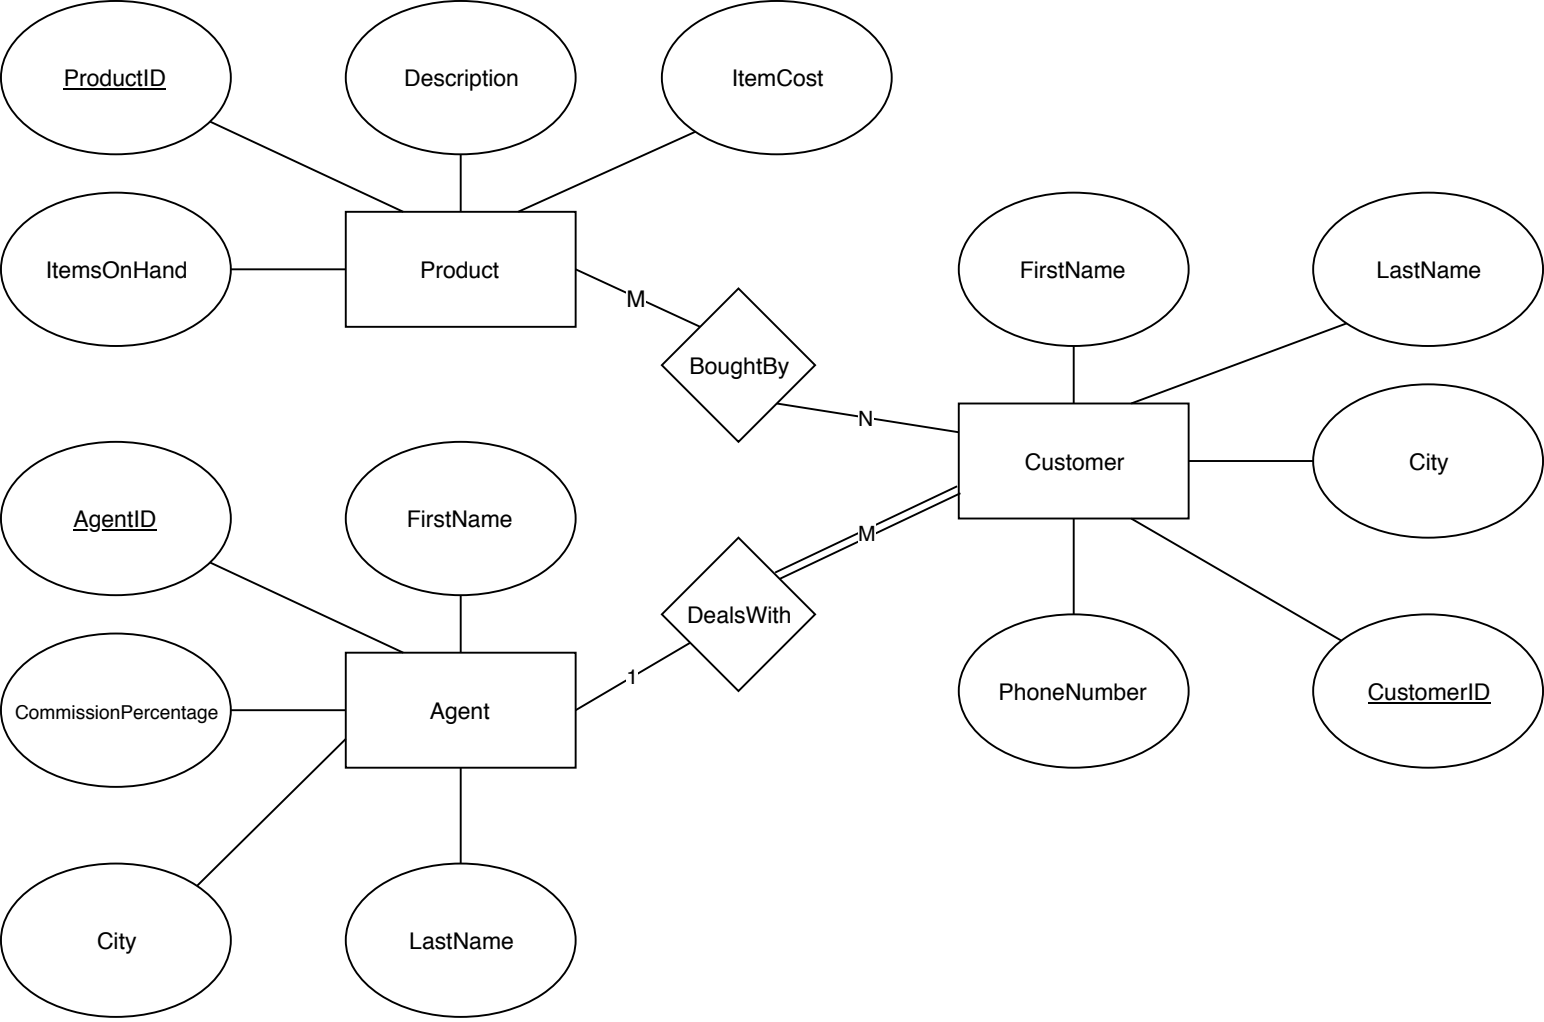 ProductID
Description
ItemCost
ItemsOnHand
Product
M
BoughtBy
N
FirstName
LastName
Customer
City
PhoneNumber
CustomerID
M
DealsWith
1
AgentID
FirstName
CommissionPercentage
Agent
City
LastName